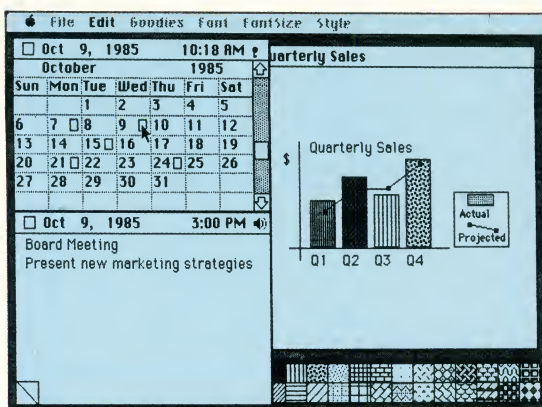 File Edit Goodies Font FontSize Style
Oct 9, 1985 10:18 AM
October 1985
Sun Mon Tue Wed Thu Fri Sat
1 2 3 4 5
6 7 8 9 10 11 12
13 14 15 16 17 18 19
20 21 22 23 24 25 26
27 28 29 30 31
Oct 9, 1985 3:00 PM
Board Meeting
Present new marketing strategies
uarterly Sales
Quarterly Sales
$
Q1 Q2 Q3 Q4
Actual
Projected